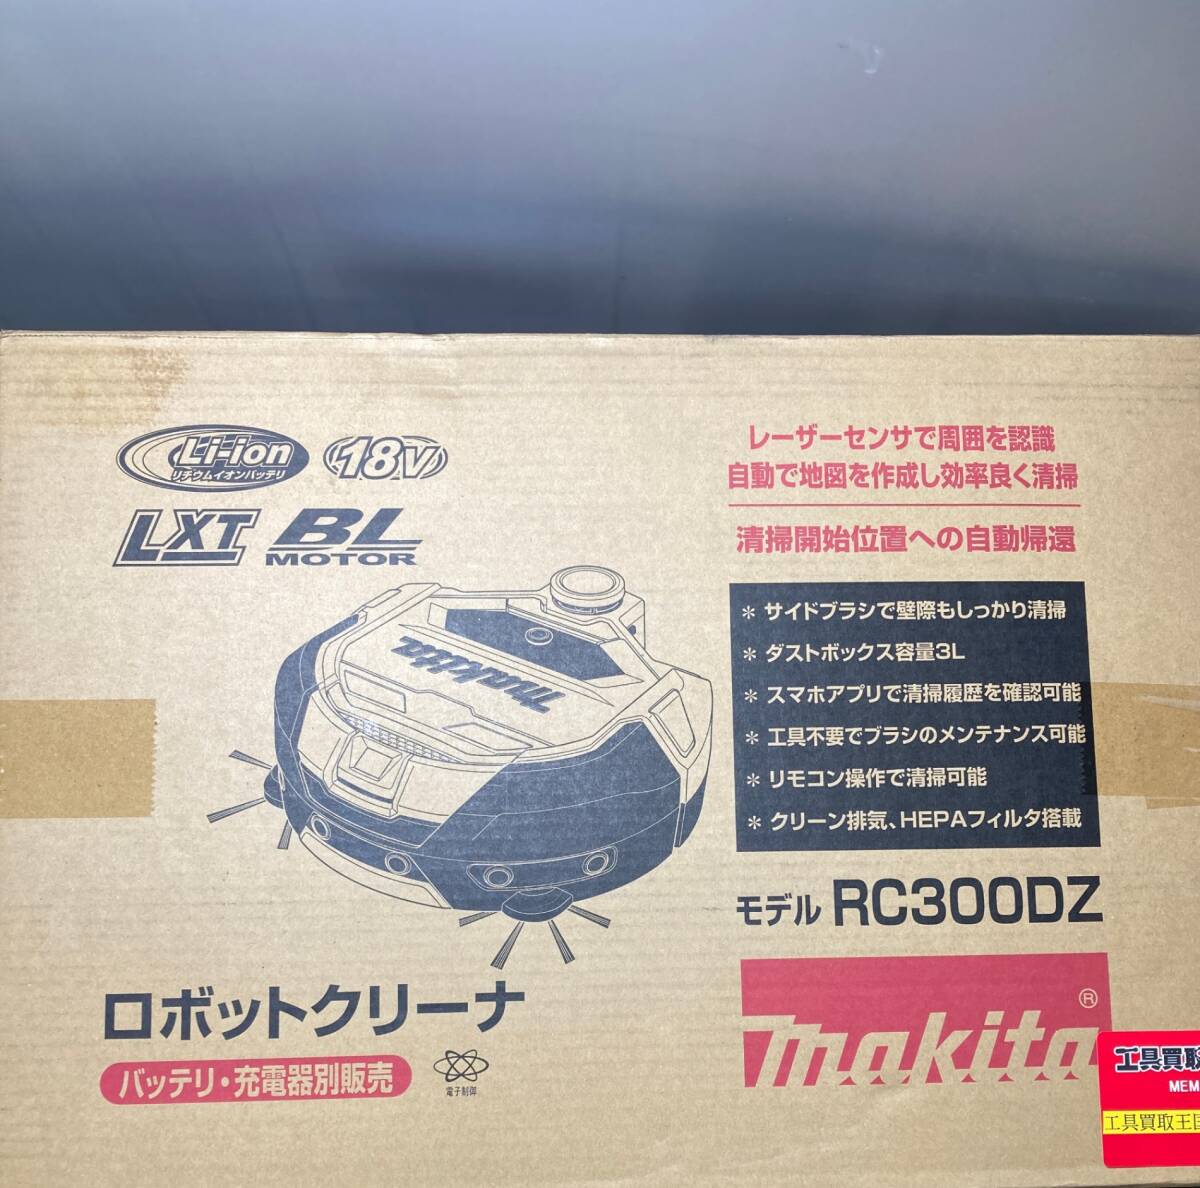 Li-ion
リチウムイオンバッテリ
18V
LXT
BL
MOTOR
レーザーセンサで周囲を認識
自動で地図を作成し効率良く清掃
清掃開始位置への自動帰還
＊サイドブラシで壁際もしっかり清掃
＊ダストボックス容量3L
＊スマホアプリで清掃履歴を確認可能
＊工具不要でブラシのメンテナンス可能
＊リモコン操作で清掃可能
＊クリーン排気、HEPAフィルタ搭載
makita
モデル RC300DZ
ロボットクリーナ
バッテリ・充電器別販売
電子制御
makita®
工具買取
MEM
工具買取王国